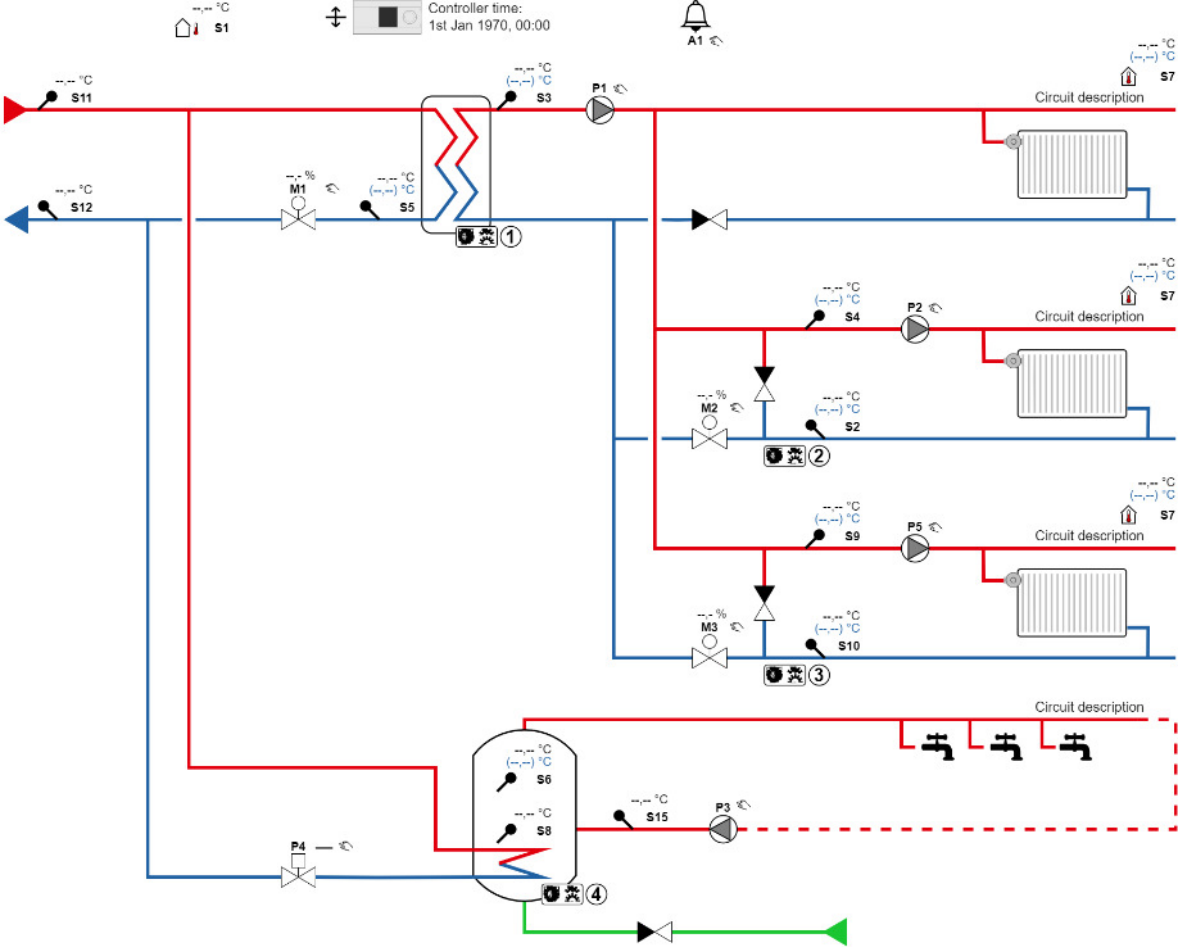 --,-- °C
S1
Controller time:
1st Jan 1970, 00:00
A1
--,-- °C
(--,--) °C
S7
Circuit description
--,-- °C
S11
--,-- °C
(--,--) °C
S3
P1
--,-- °C
S12
--,- %
M1
--,-- °C
(--,--) °C
S5
1
--,-- °C
(--,--) °C
S7
Circuit description
--,-- °C
(--,--) °C
S4
P2
--,- %
M2
--,-- °C
(--,--) °C
S2
2
--,-- °C
(--,--) °C
S7
Circuit description
--,-- °C
(--,--) °C
S9
P5
--,- %
M3
--,-- °C
(--,--) °C
S10
3
Circuit description
--,-- °C
(--,--) °C
S6
--,-- °C
S8
--,-- °C
S15
P3
P4 —
4